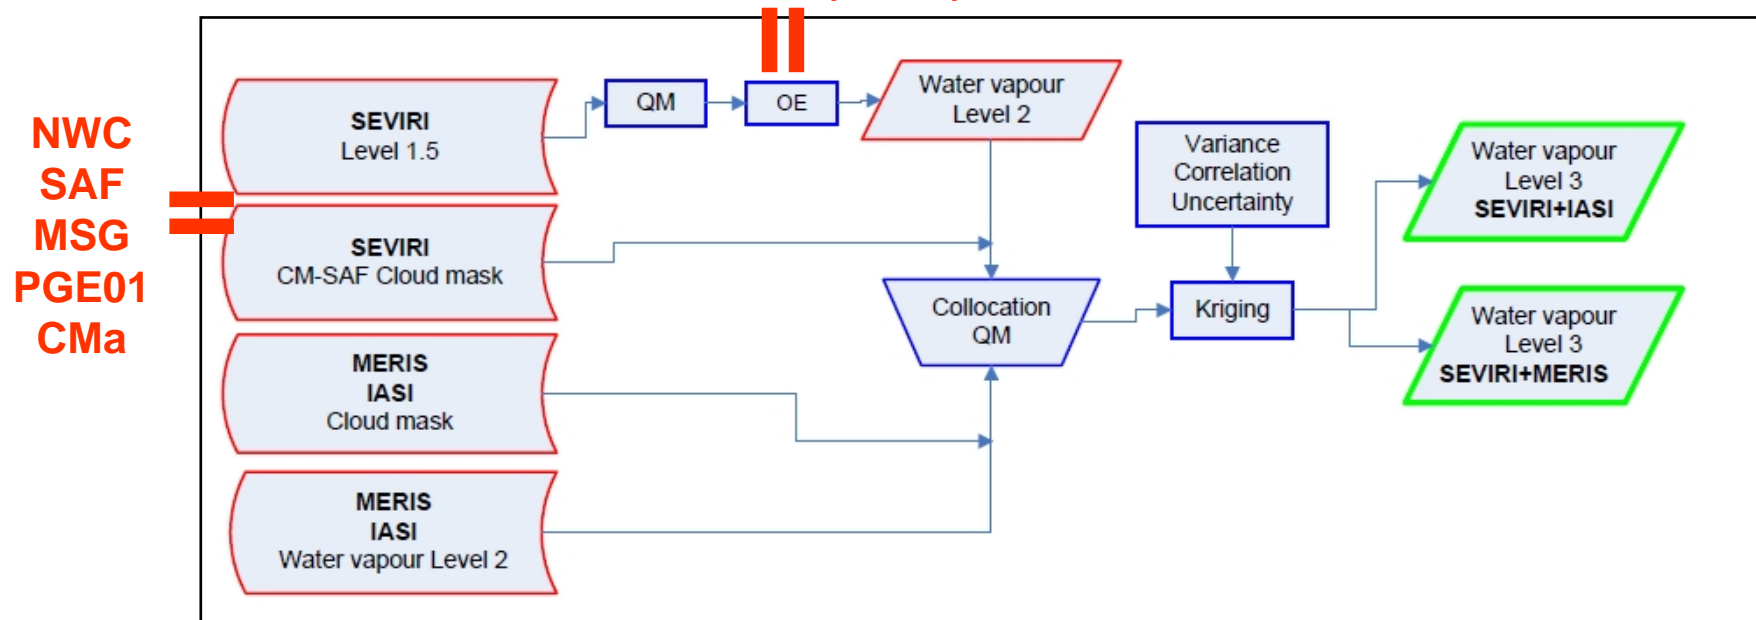 NWC
SAF
MSG
PGE01
CMa
SEVIRI
Level 1.5
QM
OE
Water vapour
Level 2
SEVIRI
CM-SAF Cloud mask
MERIS
IASI
Cloud mask
MERIS
IASI
Water vapour Level 2
Collocation
QM
Variance
Correlation
Uncertainty
Kriging
Water vapour
Level 3
SEVIRI+IASI
Water vapour
Level 3
SEVIRI+MERIS